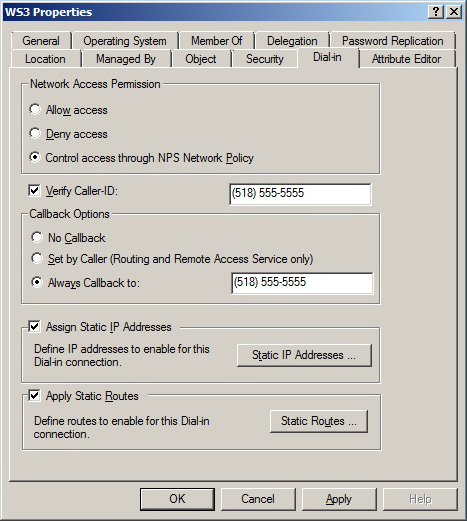 WS3 Properties
General Operating System Member Of Delegation Password Replication
Location Managed By Object Security Dial-in Attribute Editor
Network Access Permission
Allow access
Deny access
Control access through NPS Network Policy
Verify Caller-ID: (518) 555-5555
Callback Options
No Callback
Set by Caller (Routing and Remote Access Service only)
Always Callback to: (518) 555-5555
Assign Static IP Addresses
Define IP addresses to enable for this
Dial-in connection.
Static IP Addresses ...
Apply Static Routes
Define routes to enable for this Dial-in
connection.
Static Routes ...
OK Cancel Apply Help